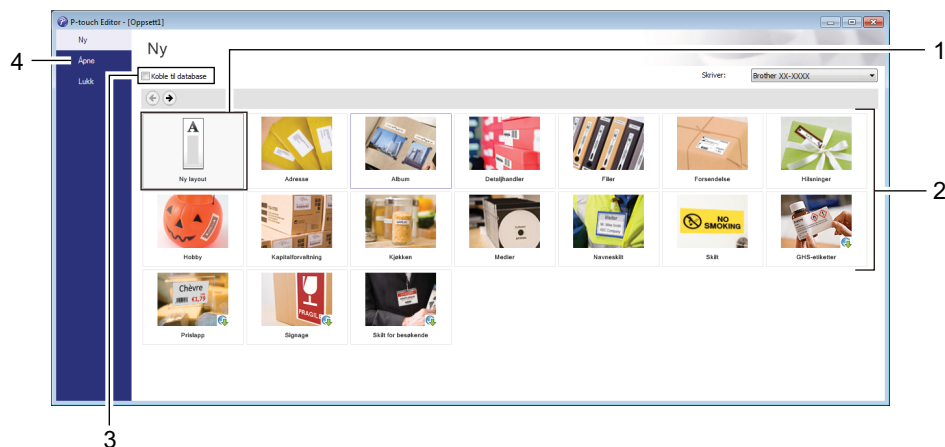 P-touch Editor - [Oppsett1]
Ny
Åpne
Lukk
Ny
Koble til database
Skriver:
Brother XX-XXXX
A
Ny layout
Adresse
Album
Detaljhandler
Filer
Forsendelse
Hilsninger
Hobby
Kapitalforvaltning
Kjøkken
Medier
Navneskilt
NO
SMOKING
Skilt
GHS-etiketter
Chèvre
€1,79
Prislapp
FRAGILE
Signage
Skilt for besøkende
1
2
3
4